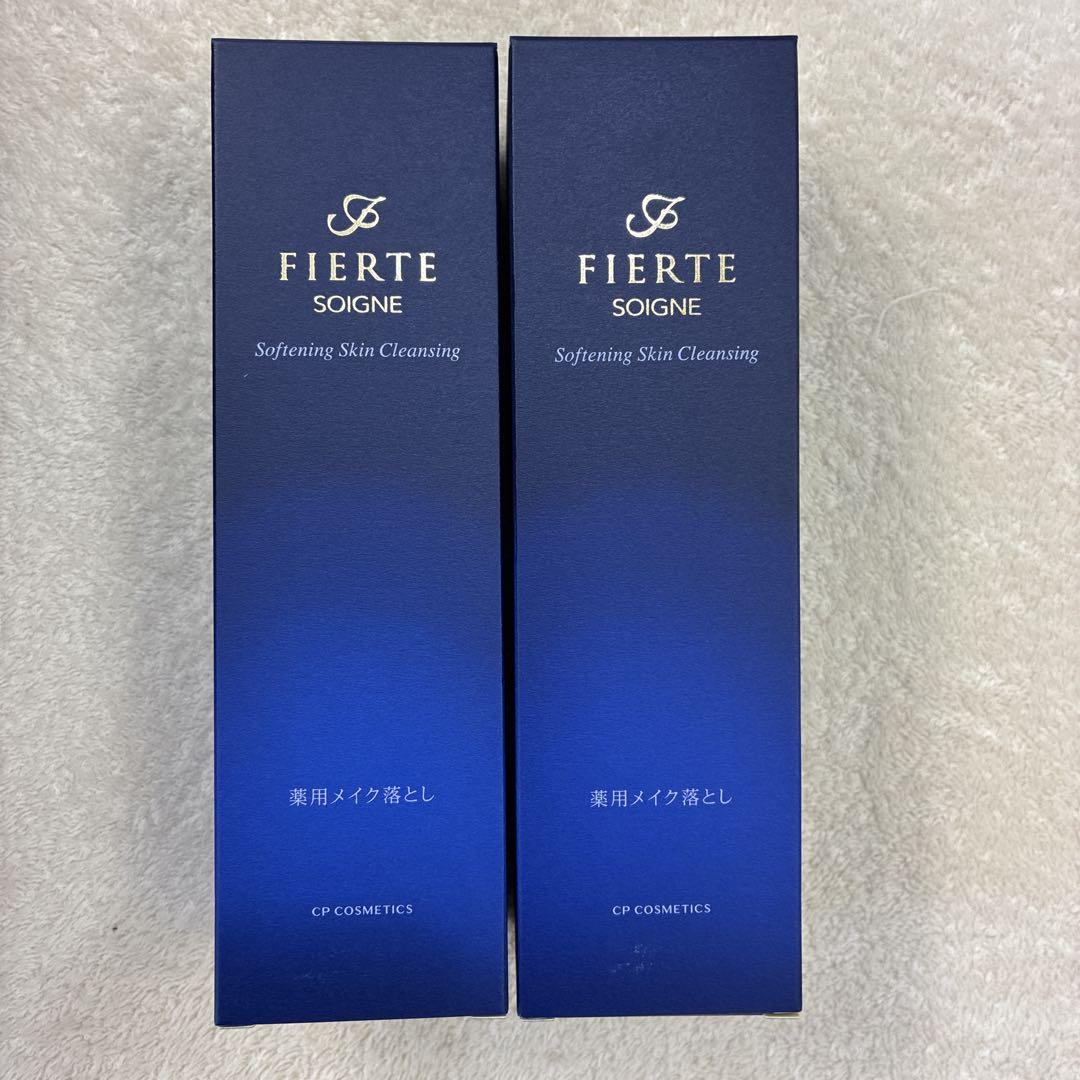 FIERTE
SOIGNE
Softening Skin Cleansing
薬用メイク落とし
CP COSMETICS
FIERTE
SOIGNE
Softening Skin Cleansing
薬用メイク落とし
CP COSMETICS